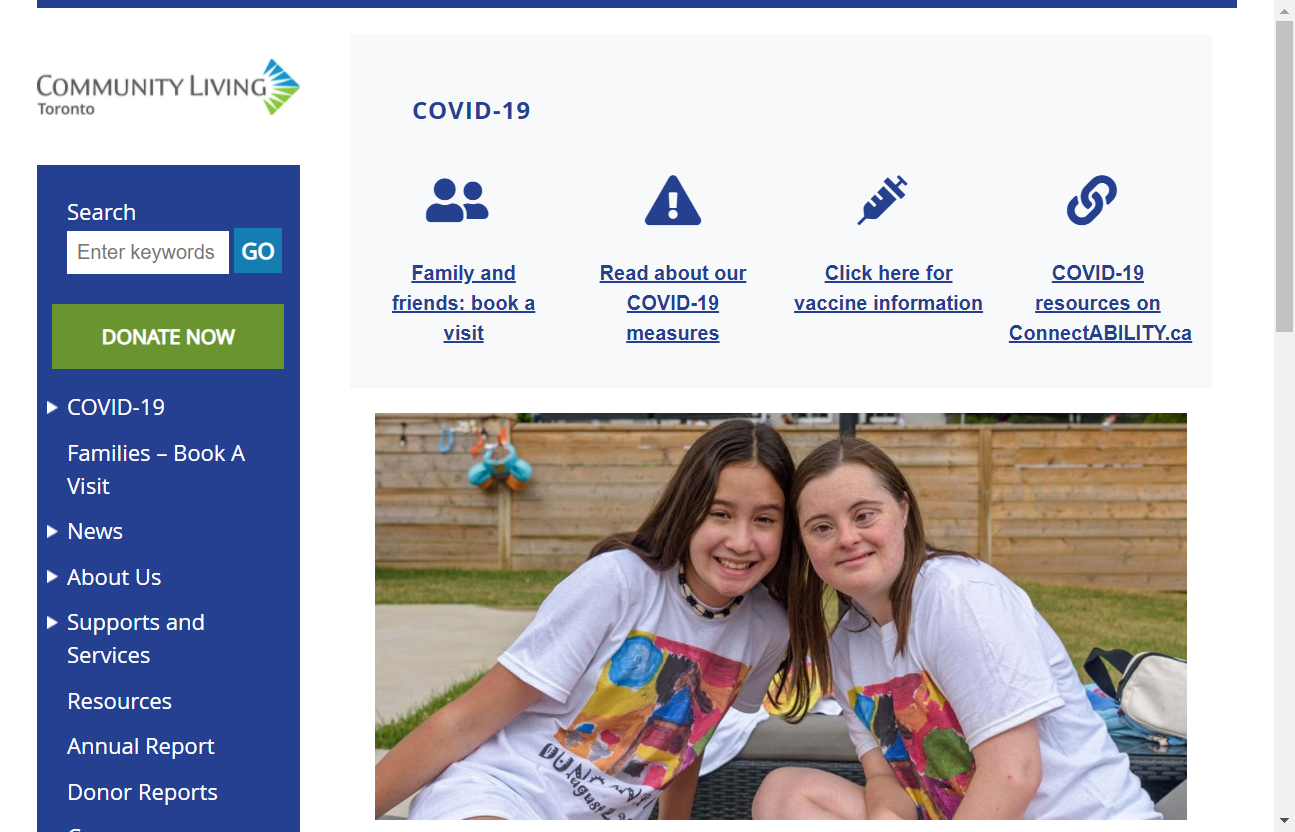 COMMUNITY LIVING
Toronto
Search
Enter keywords
GO
DONATE NOW
COVID-19
Families – Book A
Visit
News
About Us
Supports and
Services
Resources
Annual Report
Donor Reports
COVID-19
Family and
friends: book a
visit
Read about our
COVID-19
measures
Click here for
vaccine information
COVID-19
resources on
ConnectABILITY.ca